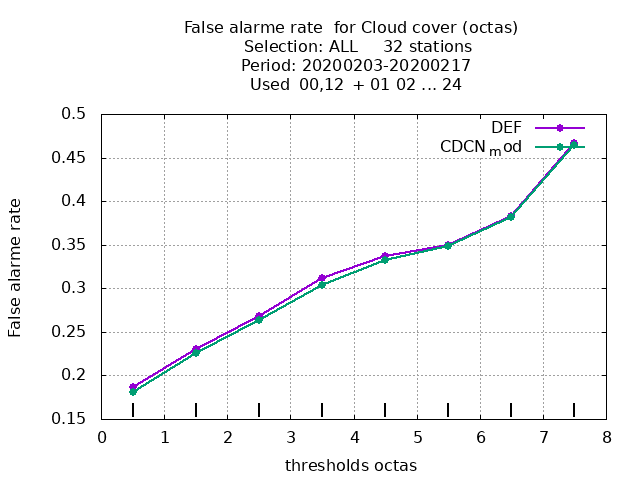 False alarme rate  for Cloud cover (octas)
Selection: ALL     32 stations
Period: 20200203-20200217
Used  00,12  + 01 02 ... 24
0.5
0.45
0.4
0.35
0.3
0.25
0.2
0.15
False alarme rate
DEF
CDCNmod
0 1 2 3 4 5 6 7 8
thresholds octas